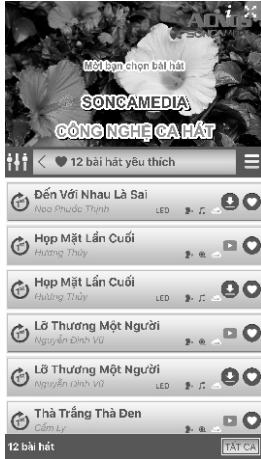 Mời bạn chọn bài hát
SONCAMEDIA
CÔNG NGHỆ CA HÁT
12 bài hát yêu thích
Đến Với Nhau Là Sai
Noo Phước Thịnh
LED
Họp Mặt Lần Cuối
Hương Thủy
Họp Mặt Lần Cuối
Hương Thủy
LED
Lỡ Thương Một Người
Nguyễn Đình Vũ
Lỡ Thương Một Người
Nguyễn Đình Vũ
LED
Thà Trắng Thà Đen
Cẩm Ly
12 bài hát
TẤT CẢ